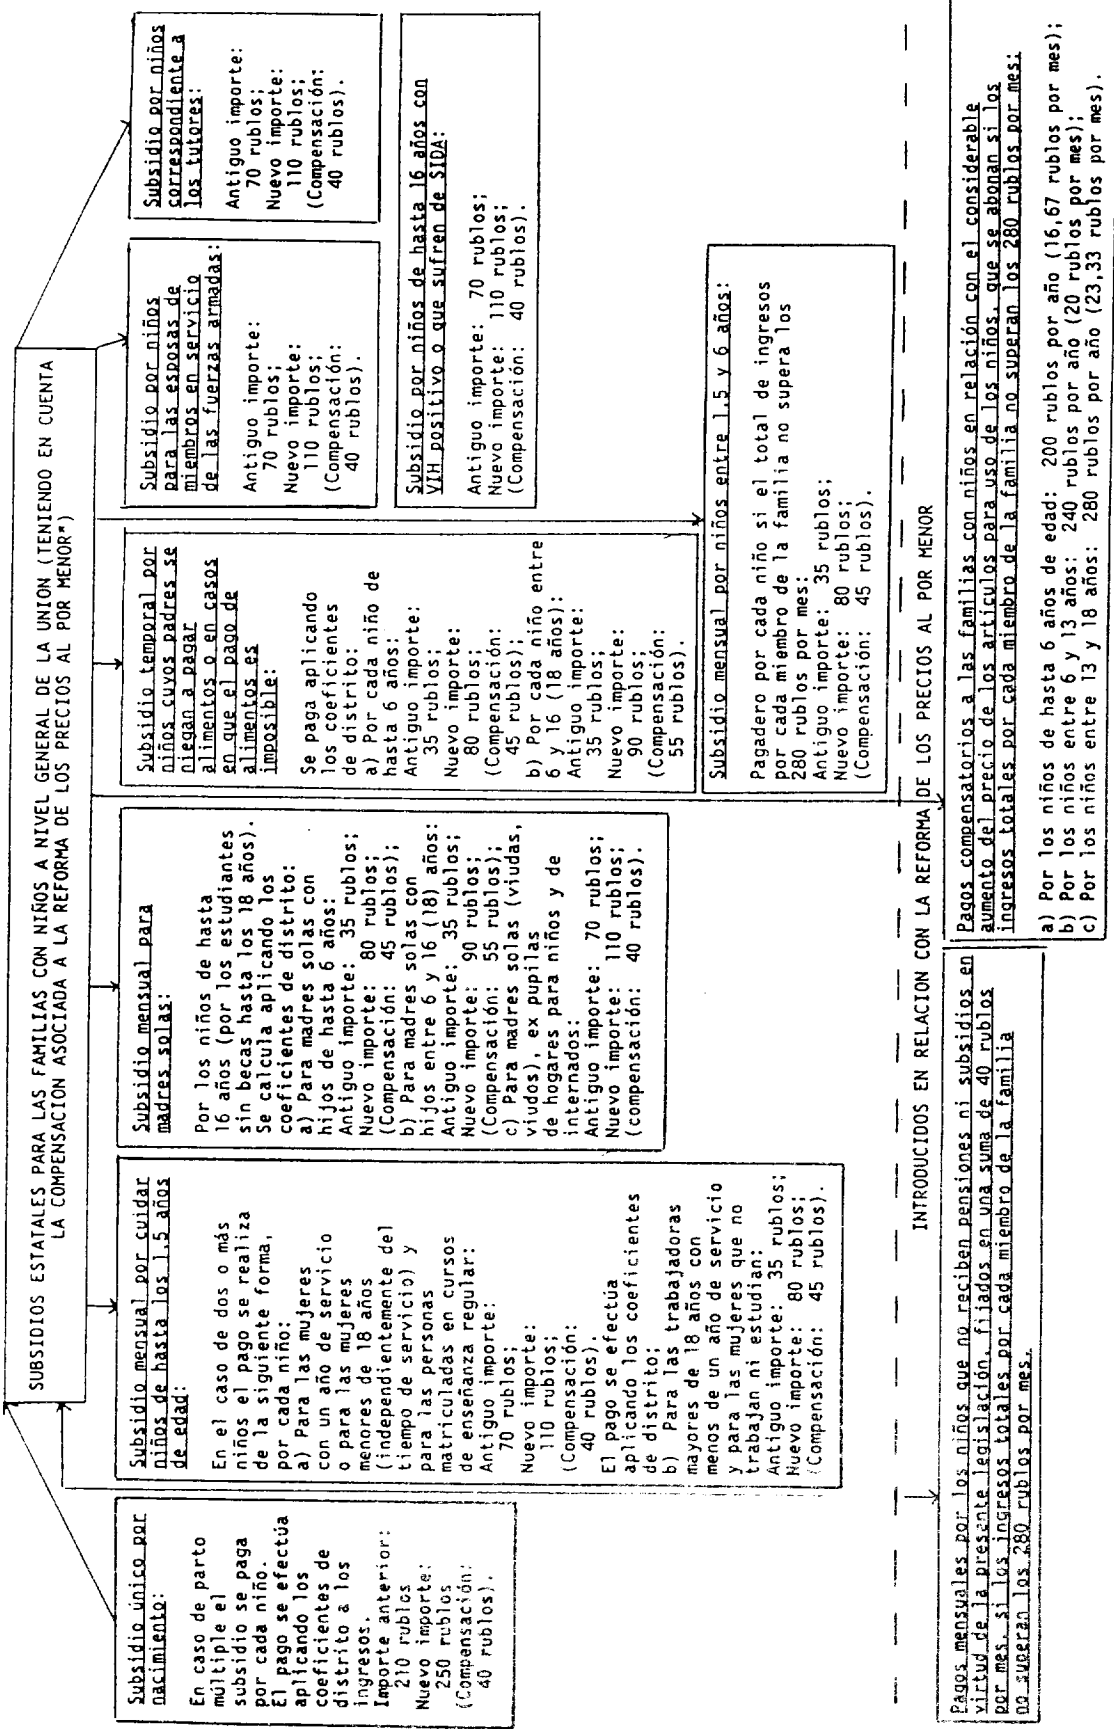 SUBSIDIOS ESTATALES PARA LAS FAMILIAS CON NIÑOS A NIVEL GENERAL DE LA UNION (TENIENDO EN CUENTA
LA COMPENSACION ASOCIADA A LA REFORMA DE LOS PRECIOS AL POR MENOR*)
Subsidio único por
nacimiento:
En caso de parto
múltiple el
subsidio se paga
por cada niño.
El pago se efectúa
aplicando los
coeficientes de
distrito a los
ingresos.
Importe anterior:
210 rublos
Nuevo importe:
250 rublos
(Compensación:
40 rublos).
Subsidio mensual por cuidar
niños de hasta los 1,5 años
de edad:
En el caso de dos o más
niños el pago se realiza
de la siguiente forma,
por cada niño:
a) Para las mujeres
con un año de servicio
o para las mujeres
menores de 18 años
(independientemente del
tiempo de servicio) y
para las personas
matriculadas en cursos
de enseñanza regular:
Antiguo importe:
70 rublos;
Nuevo importe:
110 rublos;
(Compensación:
40 rublos).
El pago se efectúa
aplicando los coeficientes
de distrito;
b) Para las trabajadoras
mayores de 18 años con
menos de un año de servicio
y para las mujeres que no
trabajan ni estudian:
Antiguo importe: 35 rublos;
Nuevo importe: 80 rublos;
(Compensación: 45 rublos).
Subsidio mensual para
madres solas:
Por los niños de hasta
16 años (por los estudiantes
sin becas hasta los 18 años).
Se calcula aplicando los
coeficientes de distrito:
a) Para madres solas con
hijos de hasta 6 años:
Antiguo importe: 35 rublos;
Nuevo importe: 80 rublos;
(Compensación: 45 rublos);
b) Para madres solas con
hijos entre 6 y 16 (18) años:
Antiguo importe: 35 rublos;
Nuevo importe: 90 rublos;
(Compensación: 55 rublos);
c) Para madres solas (viudas,
viudos), ex pupilas
de hogares para niños y de
internados:
Antiguo importe: 70 rublos;
Nuevo importe: 110 rublos;
(compensación: 40 rublos).
Subsidio temporal por
niños cuyos padres se
niegan a pagar
alimentos o en casos
en que el pago de
alimentos es
imposible:
Se paga aplicando
los coeficientes
de distrito:
a) Por cada niño de
hasta 6 años:
Antiguo importe:
35 rublos;
Nuevo importe:
80 rublos;
(Compensación:
45 rublos);
b) Por cada niño entre
6 y 16 (18 años):
Antiguo importe:
35 rublos;
Nuevo importe:
90 rublos;
(Compensación:
55 rublos).
Subsidio por niños
para las esposas de
miembros en servicio
de las fuerzas armadas:
Antiguo importe:
70 rublos;
Nuevo importe:
110 rublos;
(Compensación:
40 rublos).
Subsidio por niños
correspondiente a
los tutores:
Antiguo importe:
70 rublos;
Nuevo importe:
110 rublos;
(Compensación:
40 rublos).
Subsidio por niños de hasta 16 años con
VIH positivo o que sufren de SIDA:
Antiguo importe: 70 rublos;
Nuevo importe: 110 rublos;
(Compensación: 40 rublos).
Subsidio mensual por niños entre 1,5 y 6 años:
Pagadero por cada niño si el total de ingresos
por cada miembro de la familia no supera los
280 rublos por mes:
Antiguo importe: 35 rublos;
Nuevo importe: 80 rublos;
(Compensación: 45 rublos).
INTRODUCIDOS EN RELACION CON LA REFORMA DE LOS PRECIOS AL POR MENOR
Pagos mensuales por los niños que no reciben pensiones ni subsidios en
virtud de la presente legislación, fijados en una suma de 40 rublos
por mes, si los ingresos totales por cada miembro de la familia
no superan los 280 rublos por mes.
Pagos compensatorios a las familias con niños en relación con el considerable
aumento del precio de los artículos para uso de los niños, que se abonan si los
ingresos totales por cada miembro de la familia no superan los 280 rublos por mes:
a) Por los niños de hasta 6 años de edad: 200 rublos por año (16,67 rublos por mes);
b) Por los niños entre 6 y 13 años: 240 rublos por año (20 rublos por mes);
c) Por los niños entre 13 y 18 años: 280 rublos por año (23,33 rublos por mes).